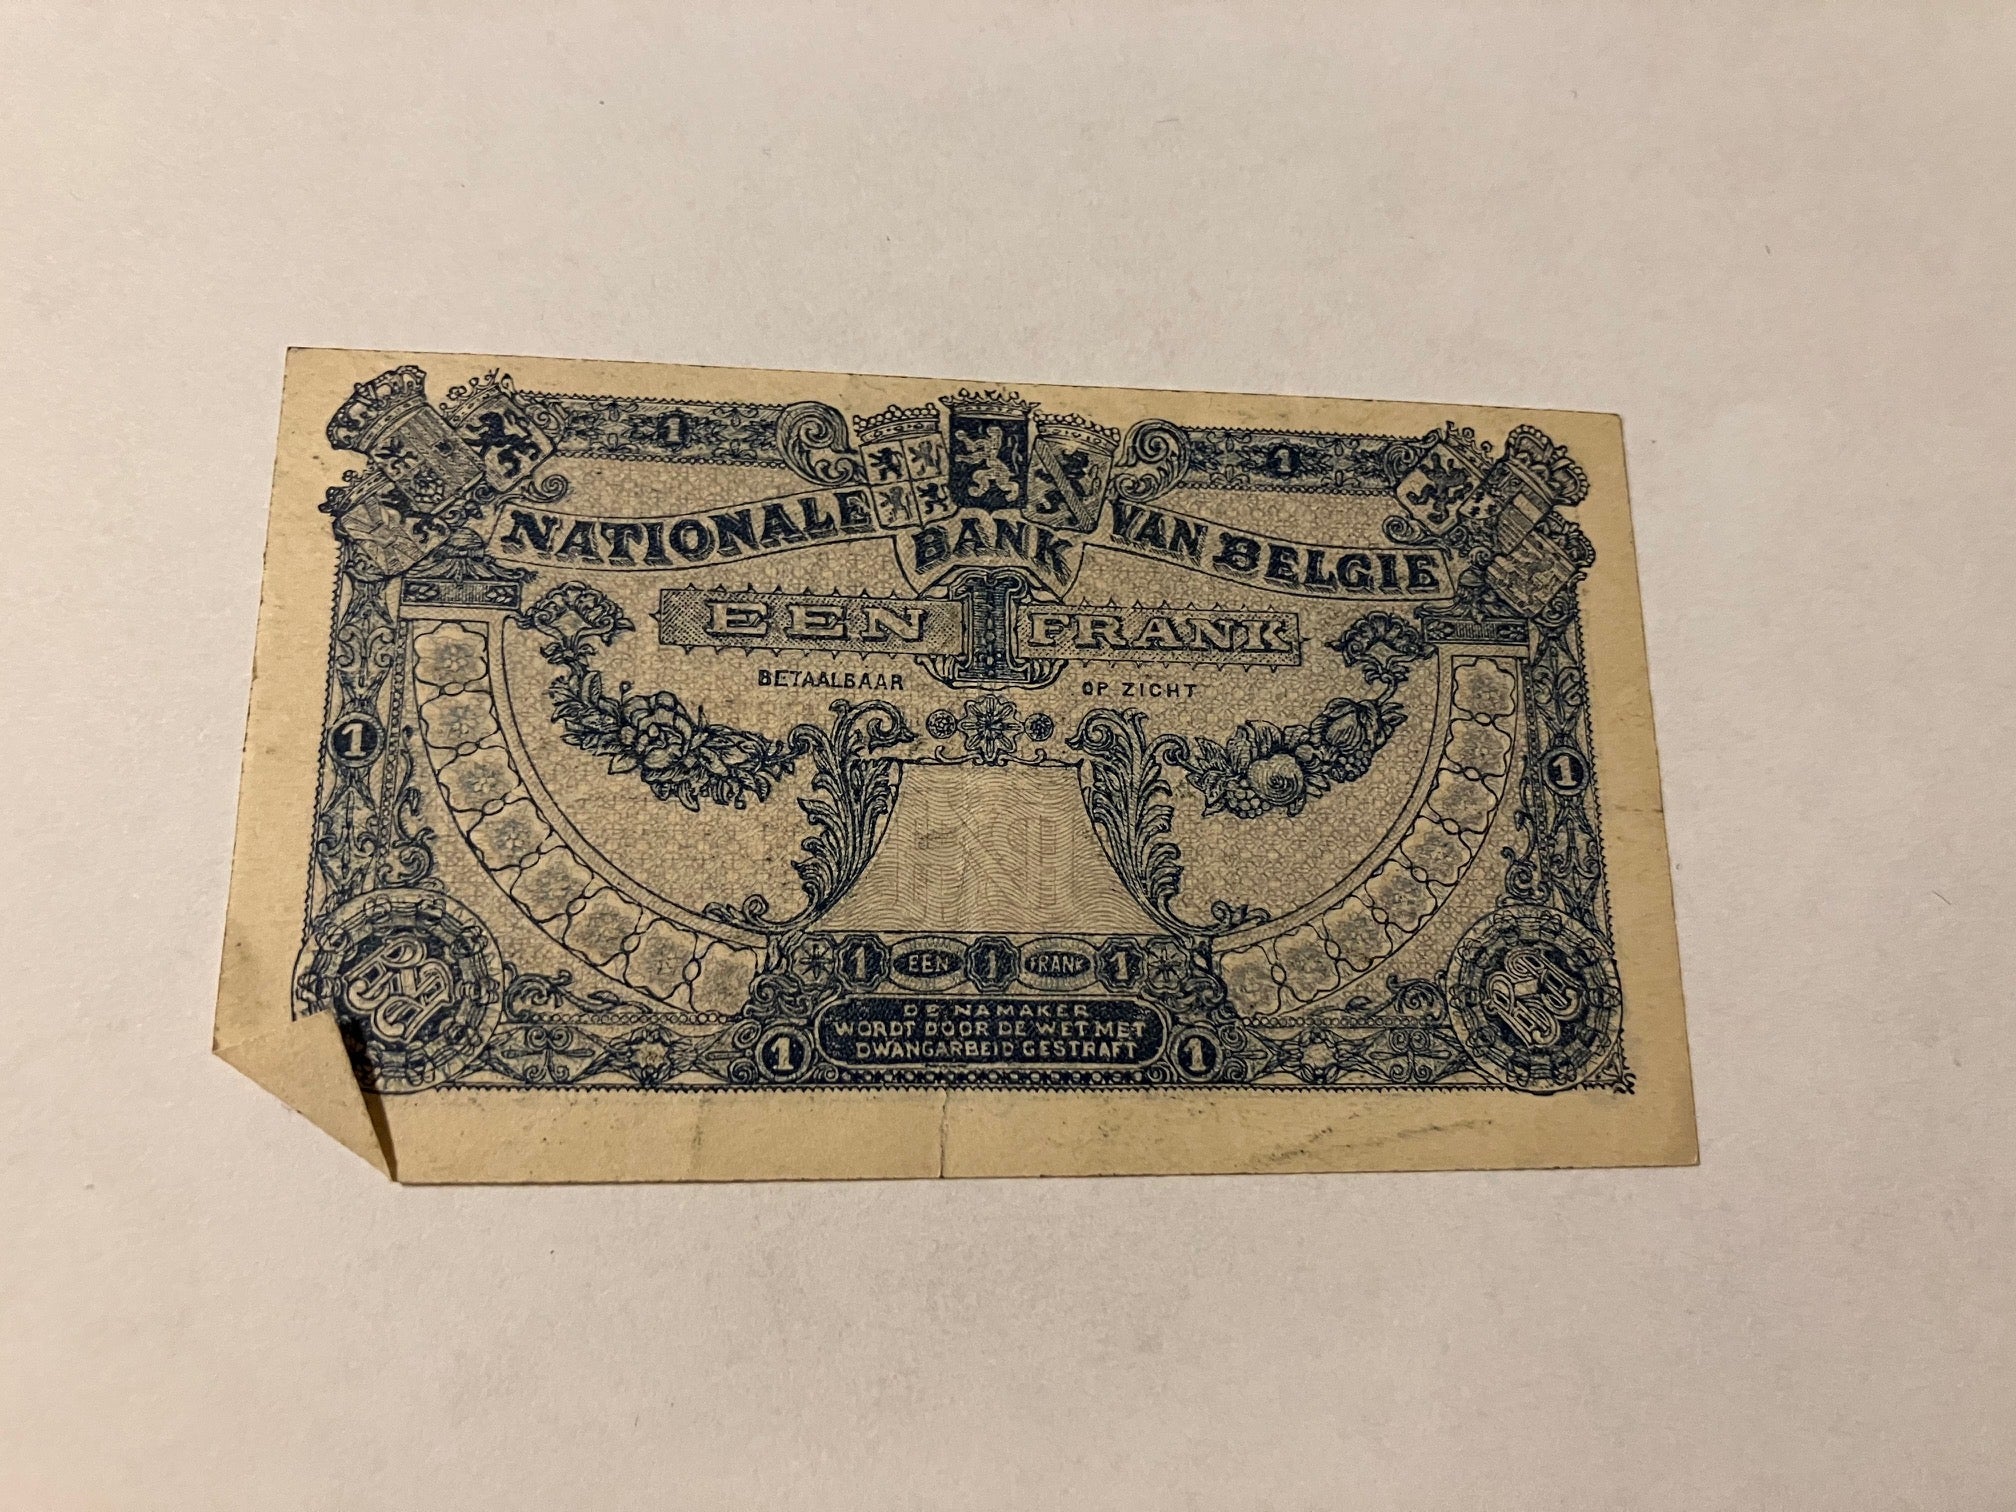 1 1
NATIONALE BANK VAN BELGIE
EEN 1 FRANK
BETAALBAAR OP ZICHT
1 1
1 EEN 1 FRANK 1
DE NAMAKER
1 WORDT DOOR DE WET MET 1
DWANGARBEID GESTRAFT